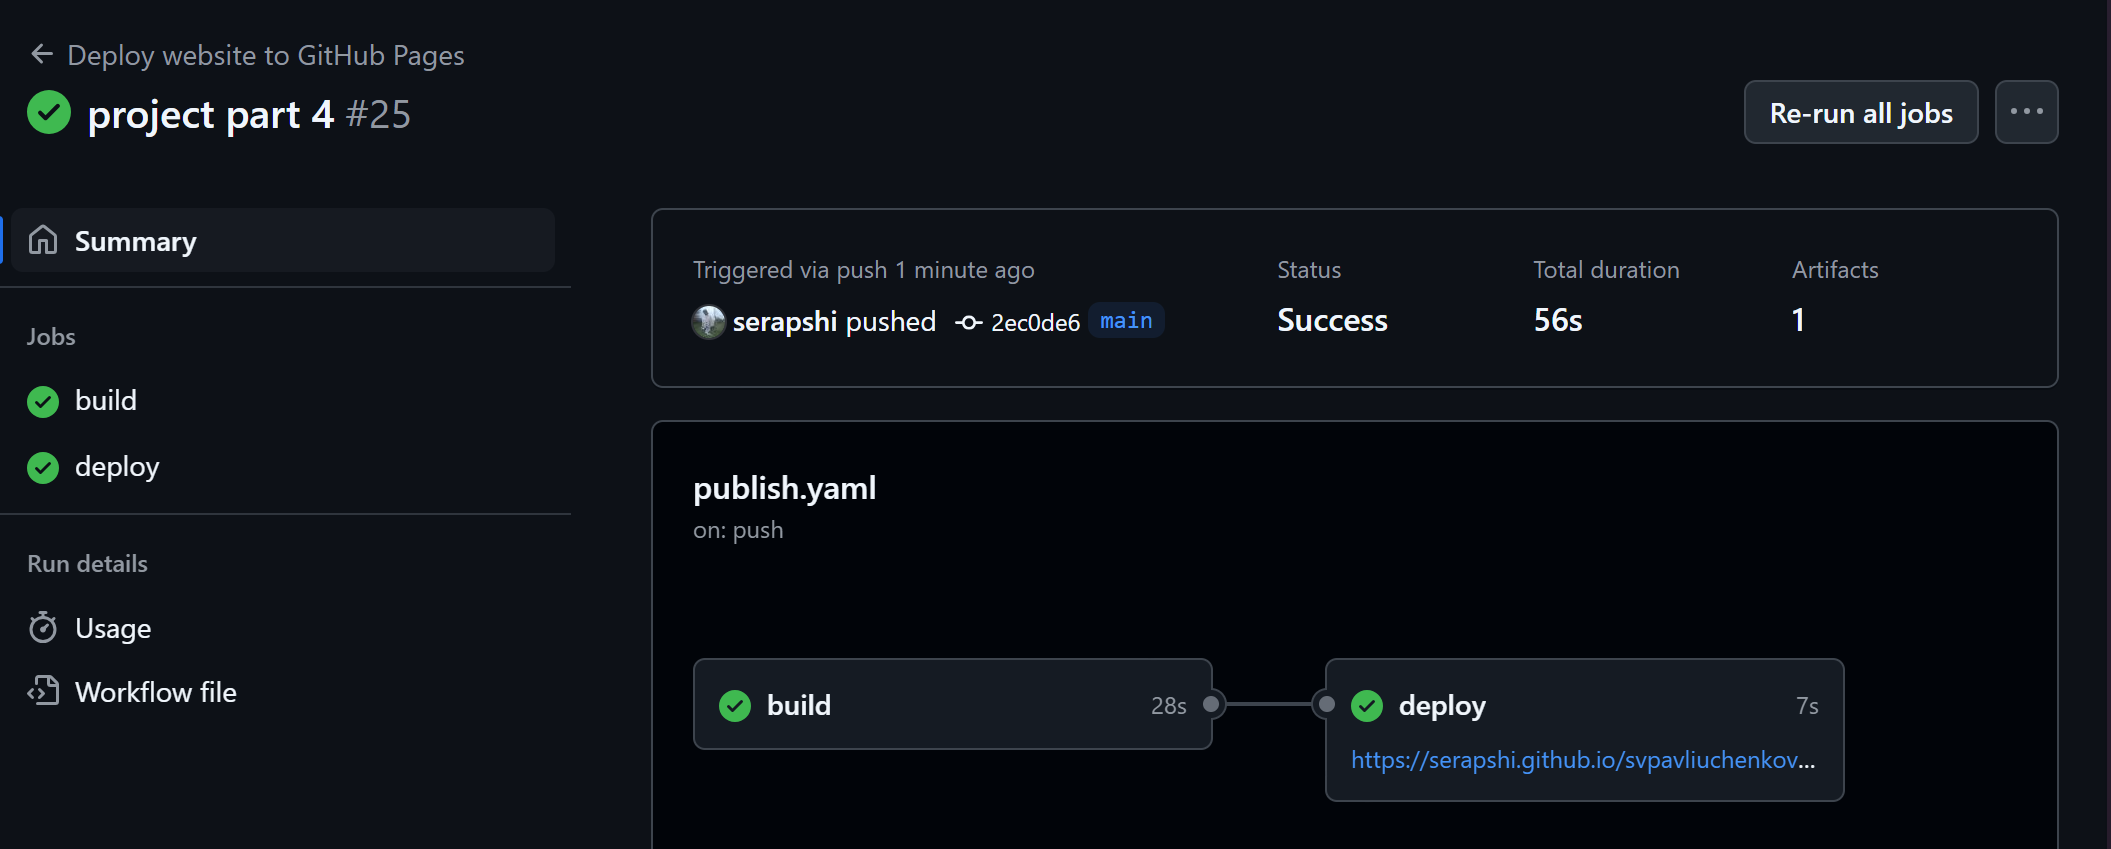 Deploy website to GitHub Pages
project part 4 #25
Re-run all jobs
Summary
Jobs
build
deploy
Run details
Usage
Workflow file
Triggered via push 1 minute ago
serapshi pushed 2ec0de6 main
Status
Success
Total duration
56s
Artifacts
1
publish.yaml
on: push
build 28s
deploy 7s
https://serapshi.github.io/svpavliuchenkov...